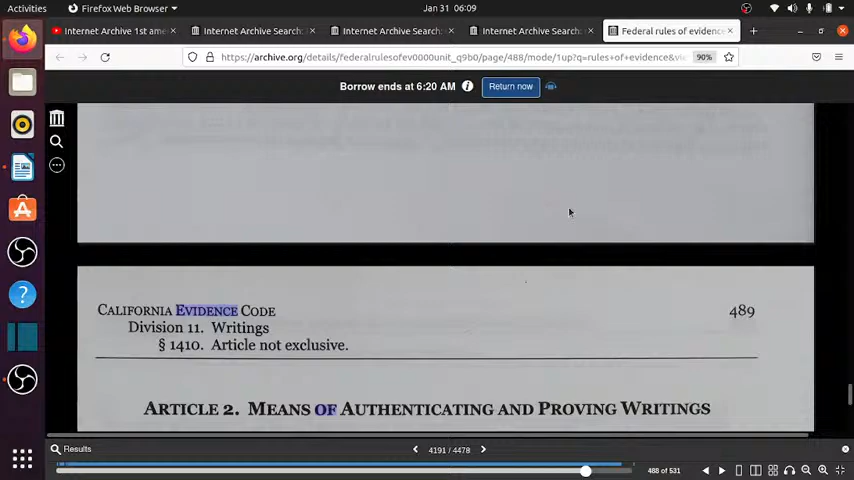 Activities
Firefox Web Browser
Jan 31 06:09
Internet Archive 1st ame
Internet Archive Search:
Internet Archive Search:
Internet Archive Search:
Federal rules of evidence
https://archive.org/details/federalrulesofev0000unit_q9b0/page/488/mode/1up?q=rules+of+evidence&vi
90%
Borrow ends at 6:20 AM
Return now
CALIFORNIA EVIDENCE CODE
489
Division 11. Writings
§ 1410. Article not exclusive.
ARTICLE 2. MEANS OF AUTHENTICATING AND PROVING WRITINGS
Results
4191 / 4478
488 of 531